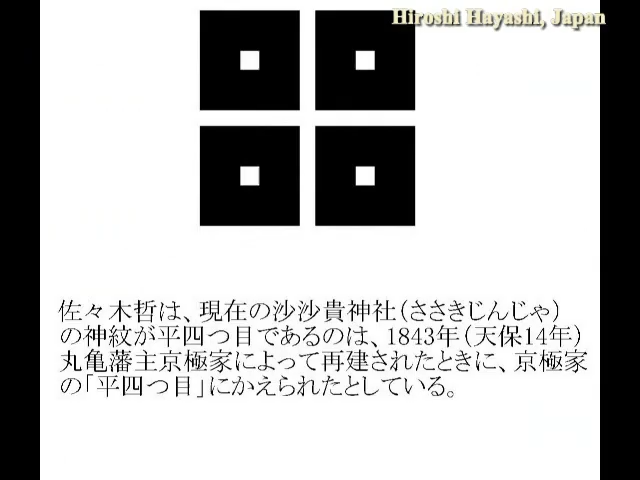 Hiroshi Hayashi, Japan
佐々木哲は、現在の沙沙貴神社（ささきじんじゃ）
の神紋が平四つ目であるのは、1843年（天保14年）
丸亀藩主京極家によって再建されたときに、京極家
の「平四つ目」にかえられたとしている。